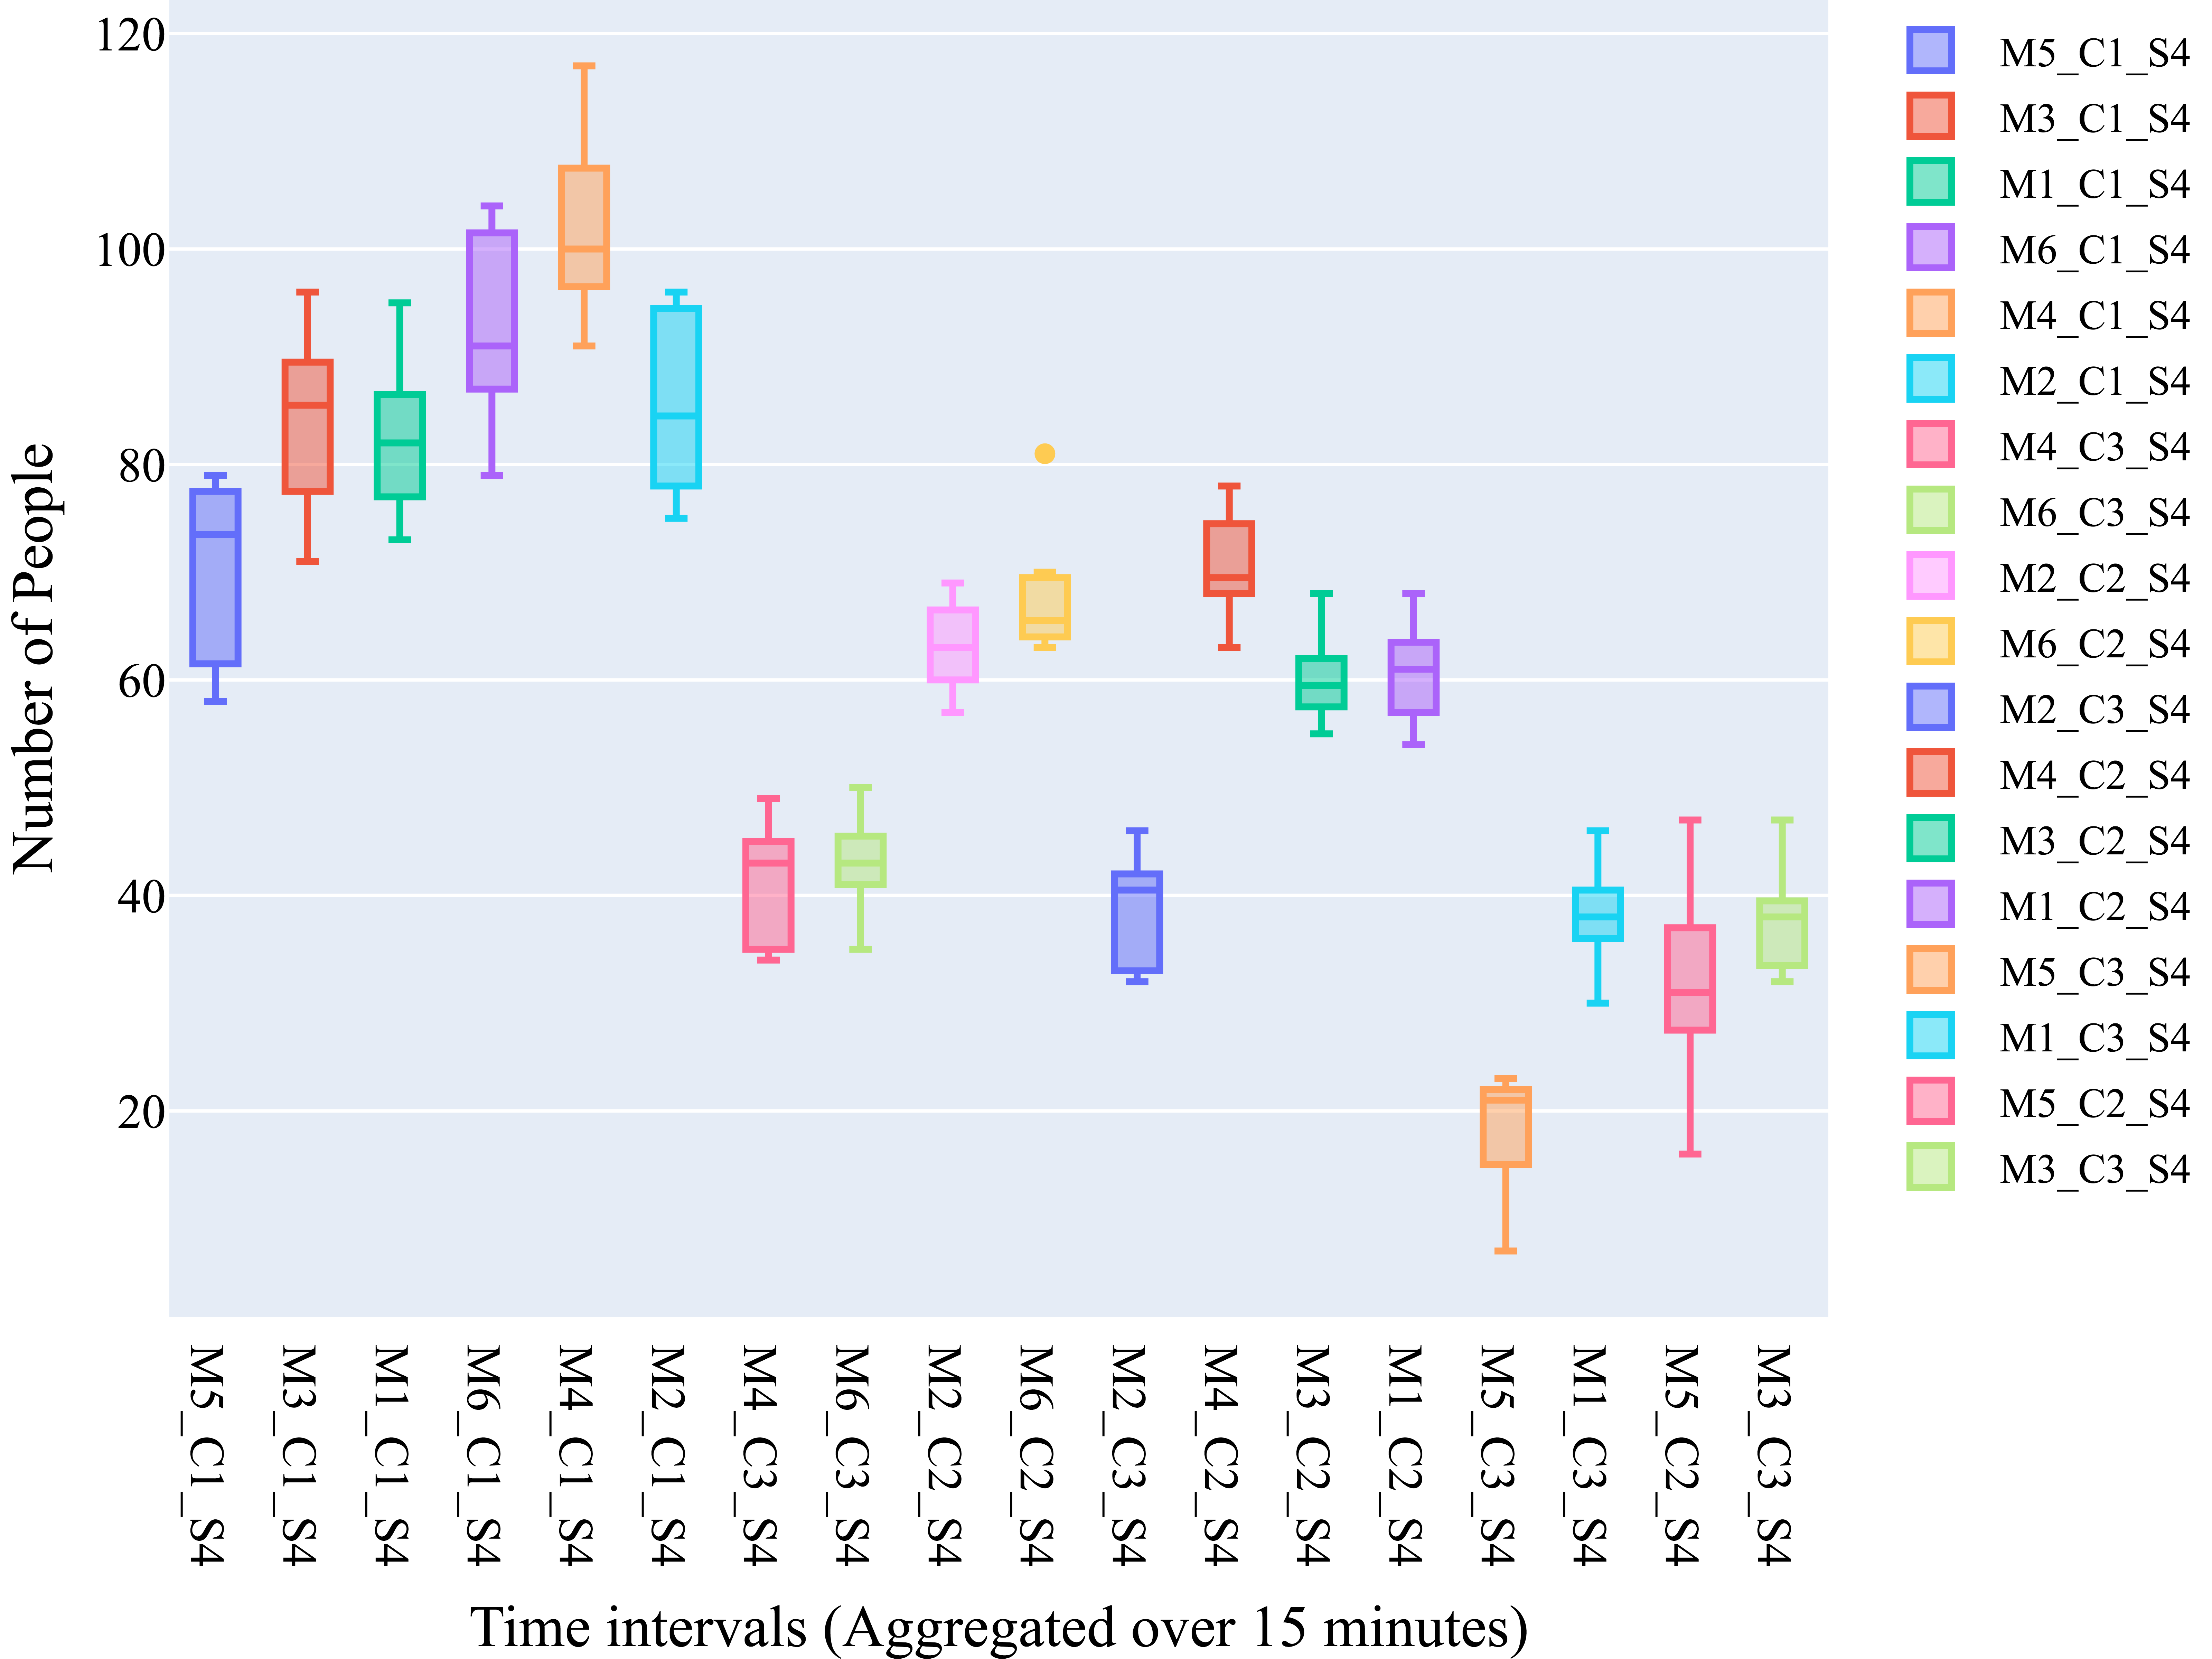 120
100
80
60
40
20
Number of People
M5_C1_S4
M3_C1_S4
M1_C1_S4
M6_C1_S4
M4_C1_S4
M2_C1_S4
M4_C3_S4
M6_C3_S4
M2_C2_S4
M6_C2_S4
M2_C3_S4
M4_C2_S4
M3_C2_S4
M1_C2_S4
M5_C3_S4
M1_C3_S4
M5_C2_S4
M3_C3_S4
Time intervals (Aggregated over 15 minutes)
M5_C1_S4
M3_C1_S4
M1_C1_S4
M6_C1_S4
M4_C1_S4
M2_C1_S4
M4_C3_S4
M6_C3_S4
M2_C2_S4
M6_C2_S4
M2_C3_S4
M4_C2_S4
M3_C2_S4
M1_C2_S4
M5_C3_S4
M1_C3_S4
M5_C2_S4
M3_C3_S4